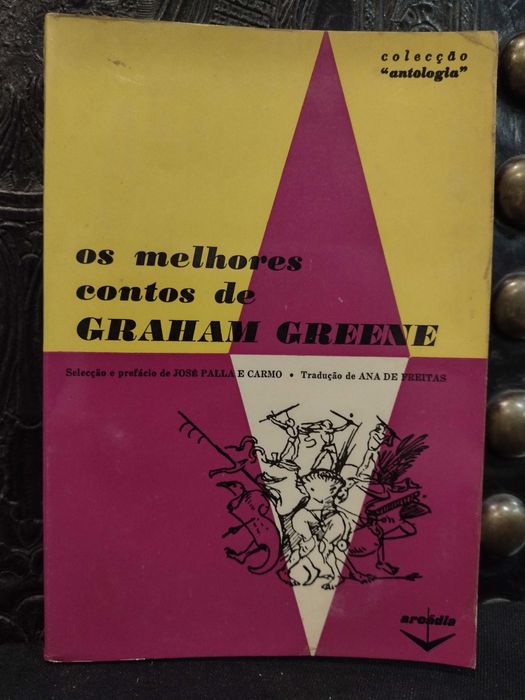 colecção
"antologia"
os melhores
contos de
GRAHAM GREENE
Selecção e prefácio de JOSÉ PALLA E CARMO • Tradução de ANA DE FREITAS
arcádia